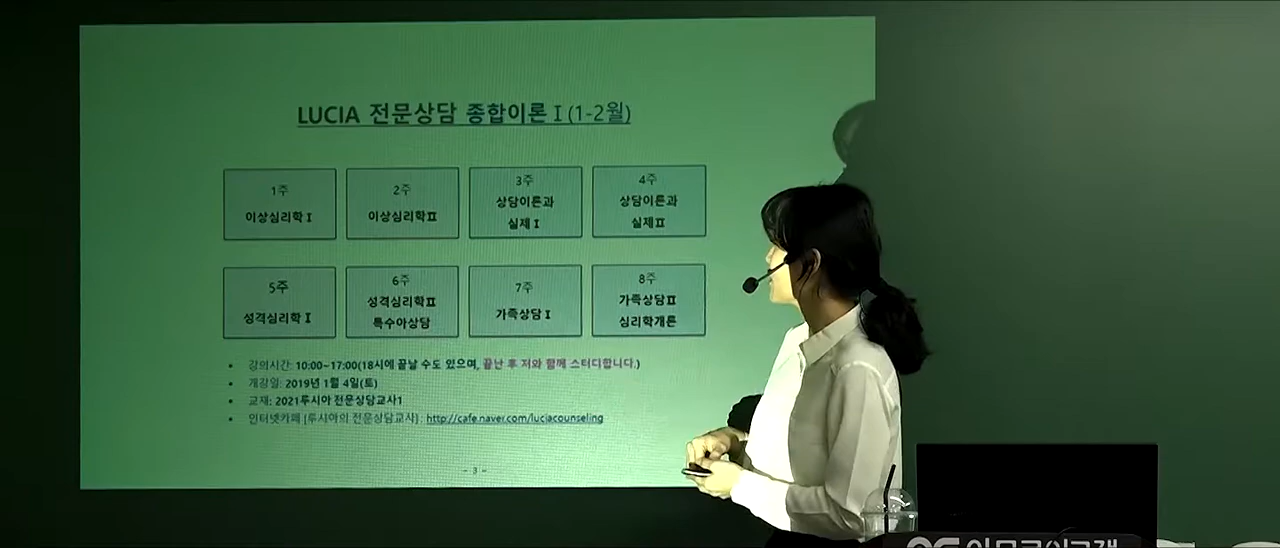 LUCIA 전문상담 종합이론 Ⅰ (1-2월)
1주
이상심리학 Ⅰ
2주
이상심리학Ⅱ
3주
상담이론과
실제 Ⅰ
4주
상담이론과
실제Ⅱ
5주
성격심리학 Ⅰ
6주
성격심리학Ⅱ
특수아상담
7주
가족상담 Ⅰ
8주
가족상담Ⅱ
심리학개론
• 강의시간: 10:00~17:00(18시에 끝날 수도 있으며, 끝난 후 저와 함께 스터디합니다.)
• 개강일: 2019년 1월 4일(토)
• 교재: 2021루시아 전문상담교사1
• 인터넷카페 [루시아의 전문상담교사]: http://cafe.naver.com/luciacounseling
- 3 -